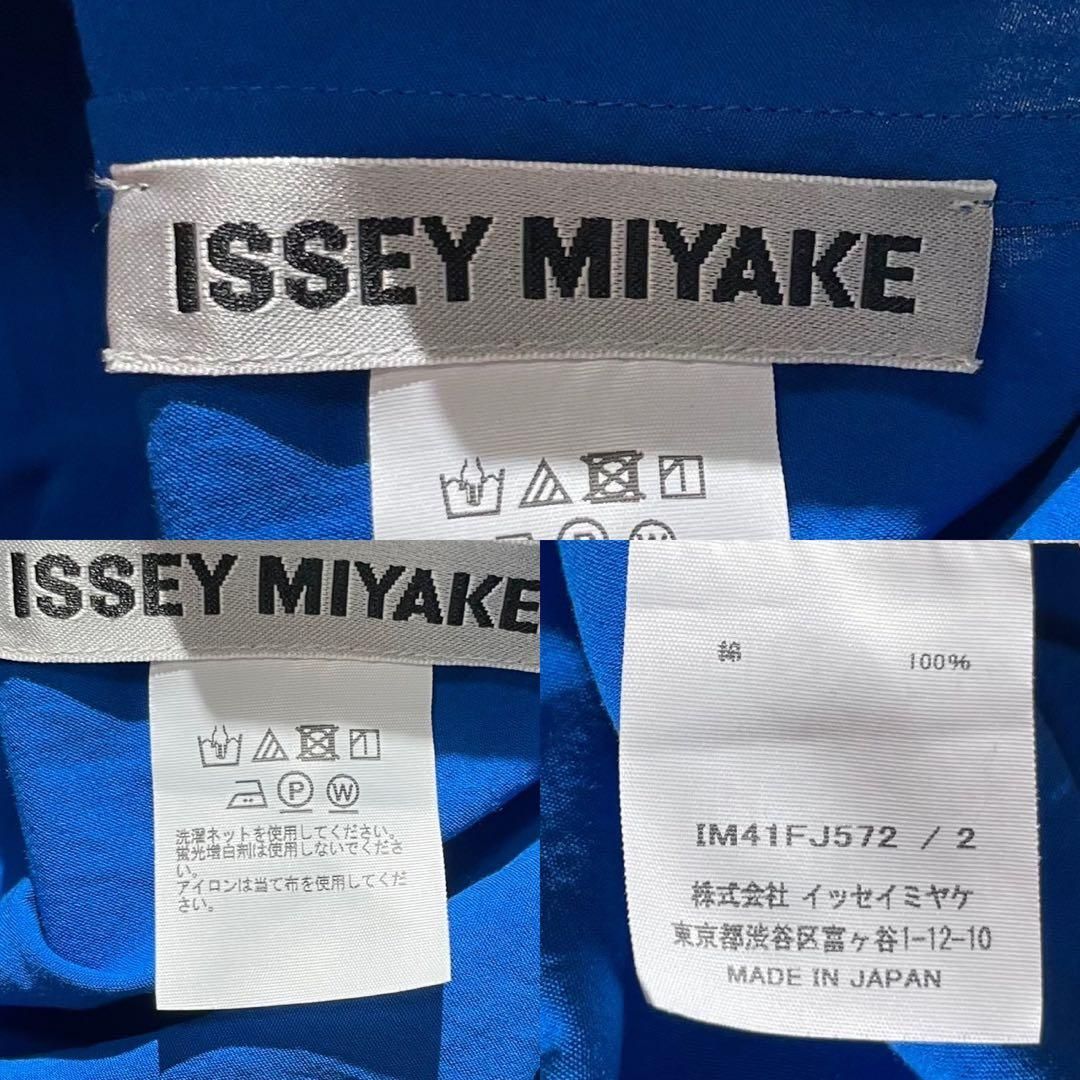 ISSEY MIYAKE
ISSEY MIYAKE
P W
洗濯ネットを使用してください。
蛍光増白剤は使用しないでくださ
い。
アイロンは当て布を使用してくだ
さい。
綿 100%
IM41FJ572 / 2
株式会社 イッセイミヤケ
東京都渋谷区富ヶ谷1-12-10
MADE IN JAPAN